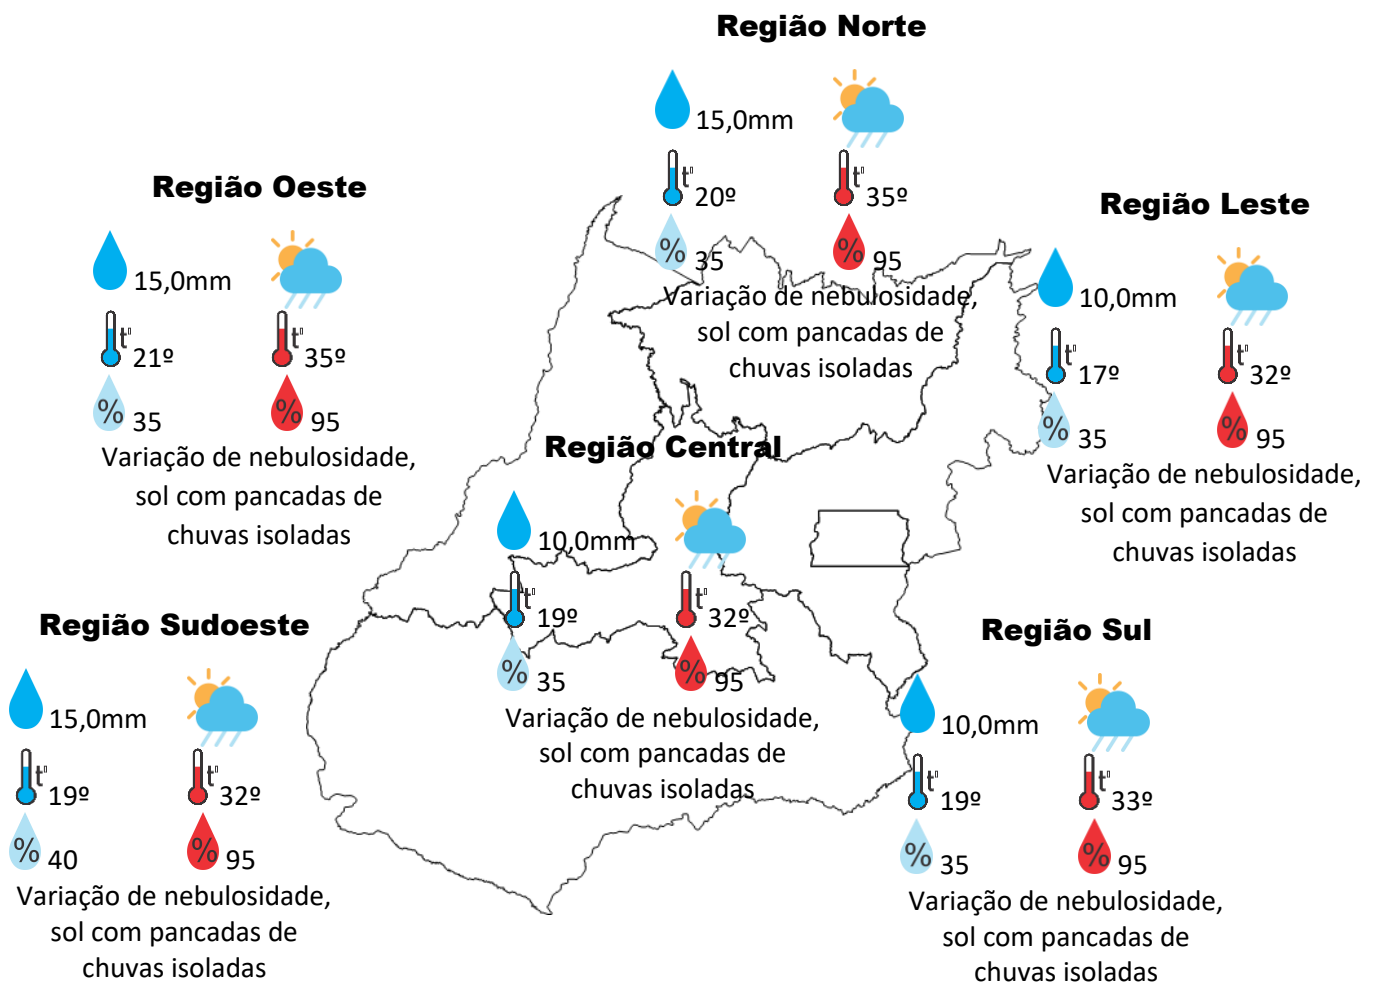 Região Norte
15,0mm
t°
20º
t°
35º
%
35
%
95
Variação de nebulosidade,
sol com pancadas de
chuvas isoladas
Região Oeste
15,0mm
t°
21º
t°
35º
%
35
%
95
Variação de nebulosidade,
sol com pancadas de
chuvas isoladas
Região Leste
10,0mm
t°
17º
t°
32º
%
35
%
95
Variação de nebulosidade,
sol com pancadas de
chuvas isoladas
Região Central
10,0mm
t°
19º
t°
32º
%
35
%
95
Variação de nebulosidade,
sol com pancadas de
chuvas isoladas
Região Sudoeste
15,0mm
t°
19º
t°
32º
%
40
%
95
Variação de nebulosidade,
sol com pancadas de
chuvas isoladas
Região Sul
10,0mm
t°
19º
t°
33º
%
35
%
95
Variação de nebulosidade,
sol com pancadas de
chuvas isoladas